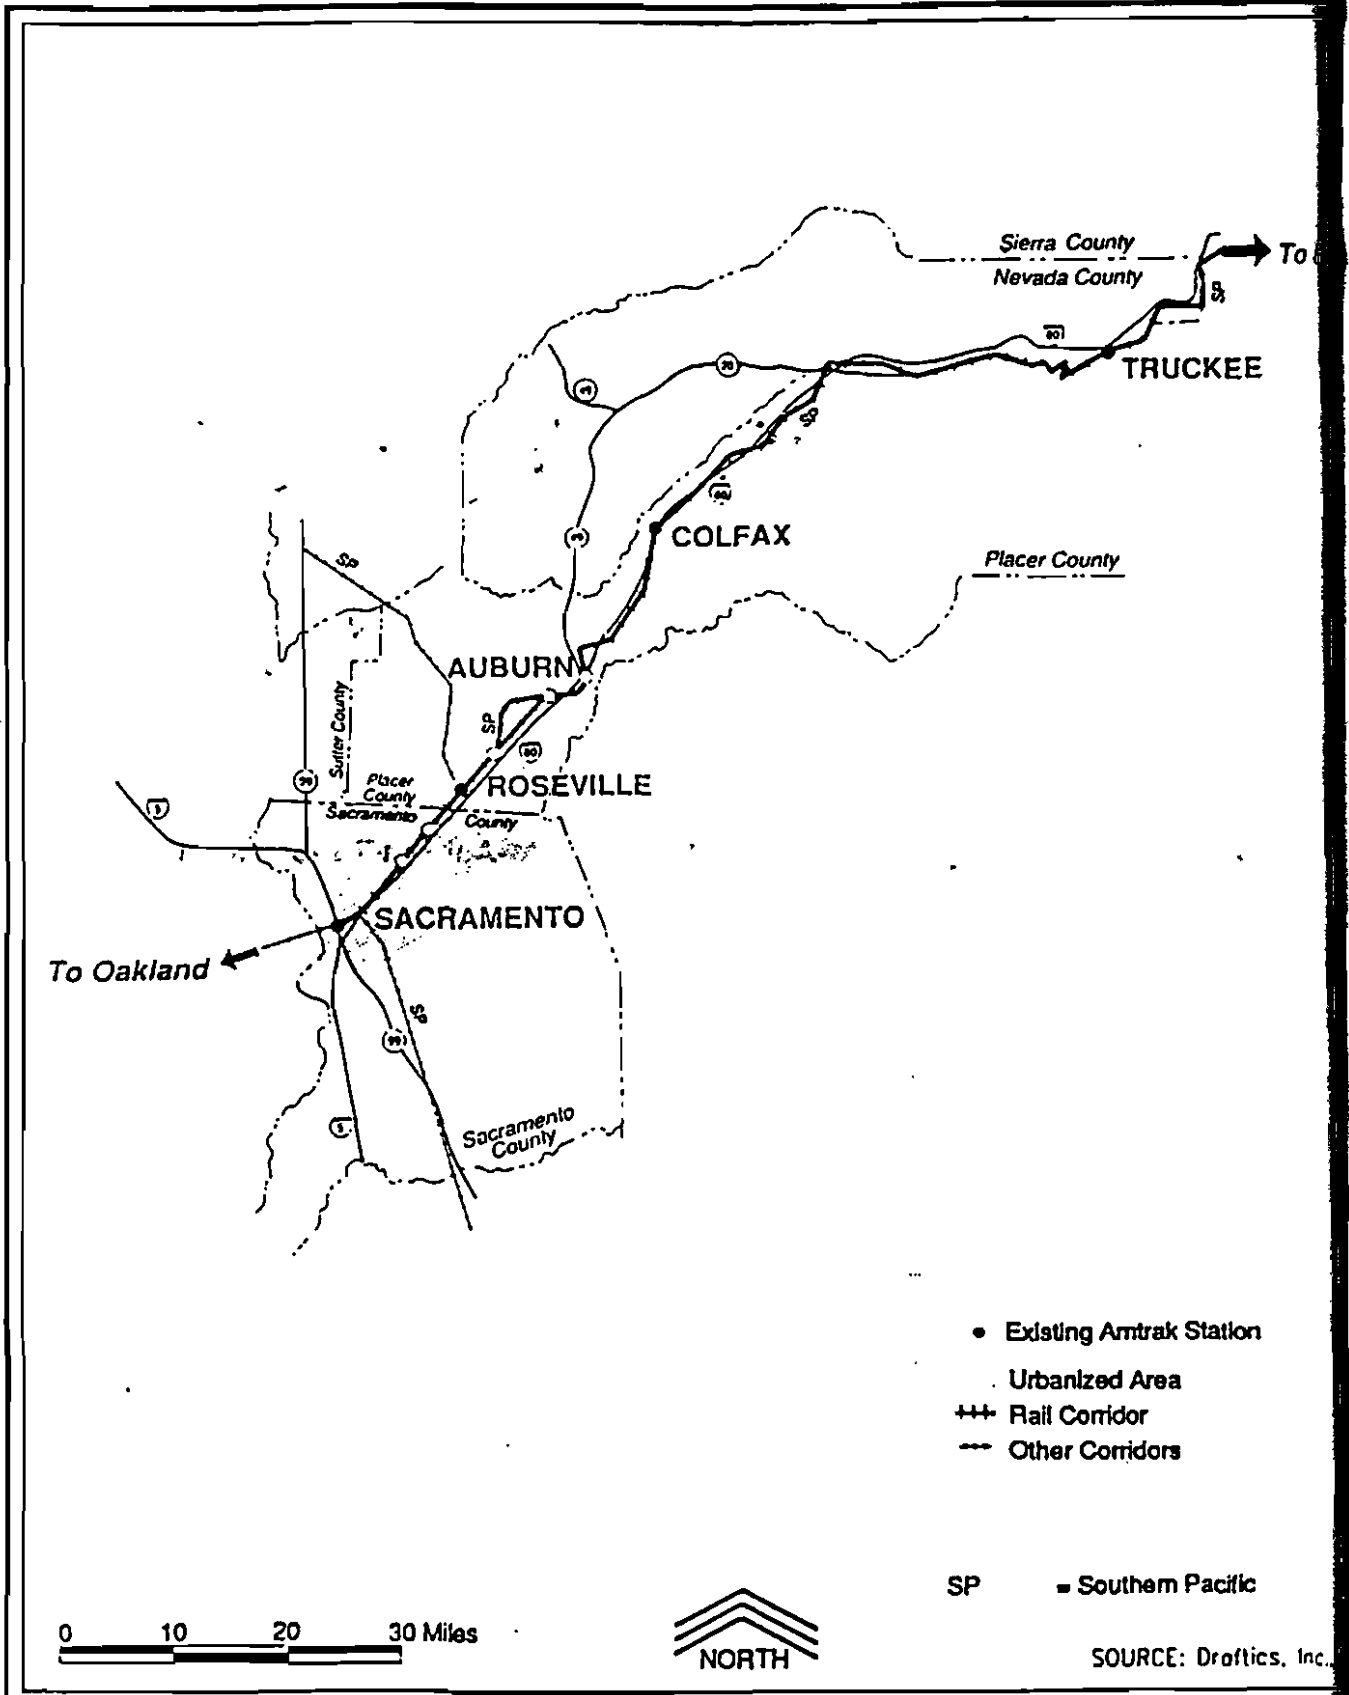 Sierra County
To
Nevada County
SP
80
TRUCKEE
20
SP
80
COLFAX
Placer County
SP
AUBURN
Sutter County
SP
80
ROSEVILLE
99
Placer
County
Sacramento
County
5
SACRAMENTO
To Oakland
SP
99
5
Sacramento
County
Existing Amtrak Station
Urbanized Area
Rail Corridor
Other Corridors
SP = Southern Pacific
0 10 20 30 Miles
NORTH
SOURCE: Draftics, Inc.